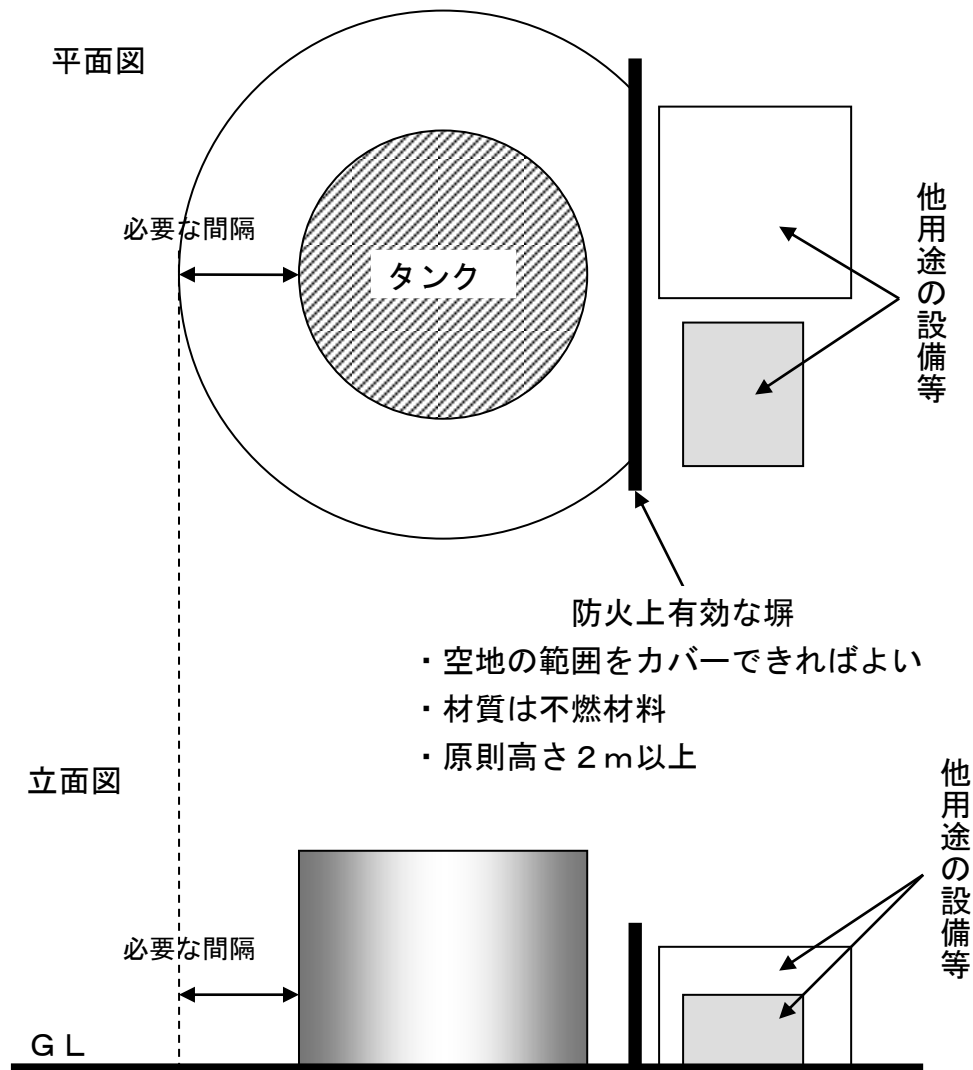 平面図
必要な間隔
タンク
他用途の設備等
防火上有効な塀
・空地の範囲をカバーできればよい
・材質は不燃材料
・原則高さ２ｍ以上
立面図
他用途の設備等
必要な間隔
ＧＬ